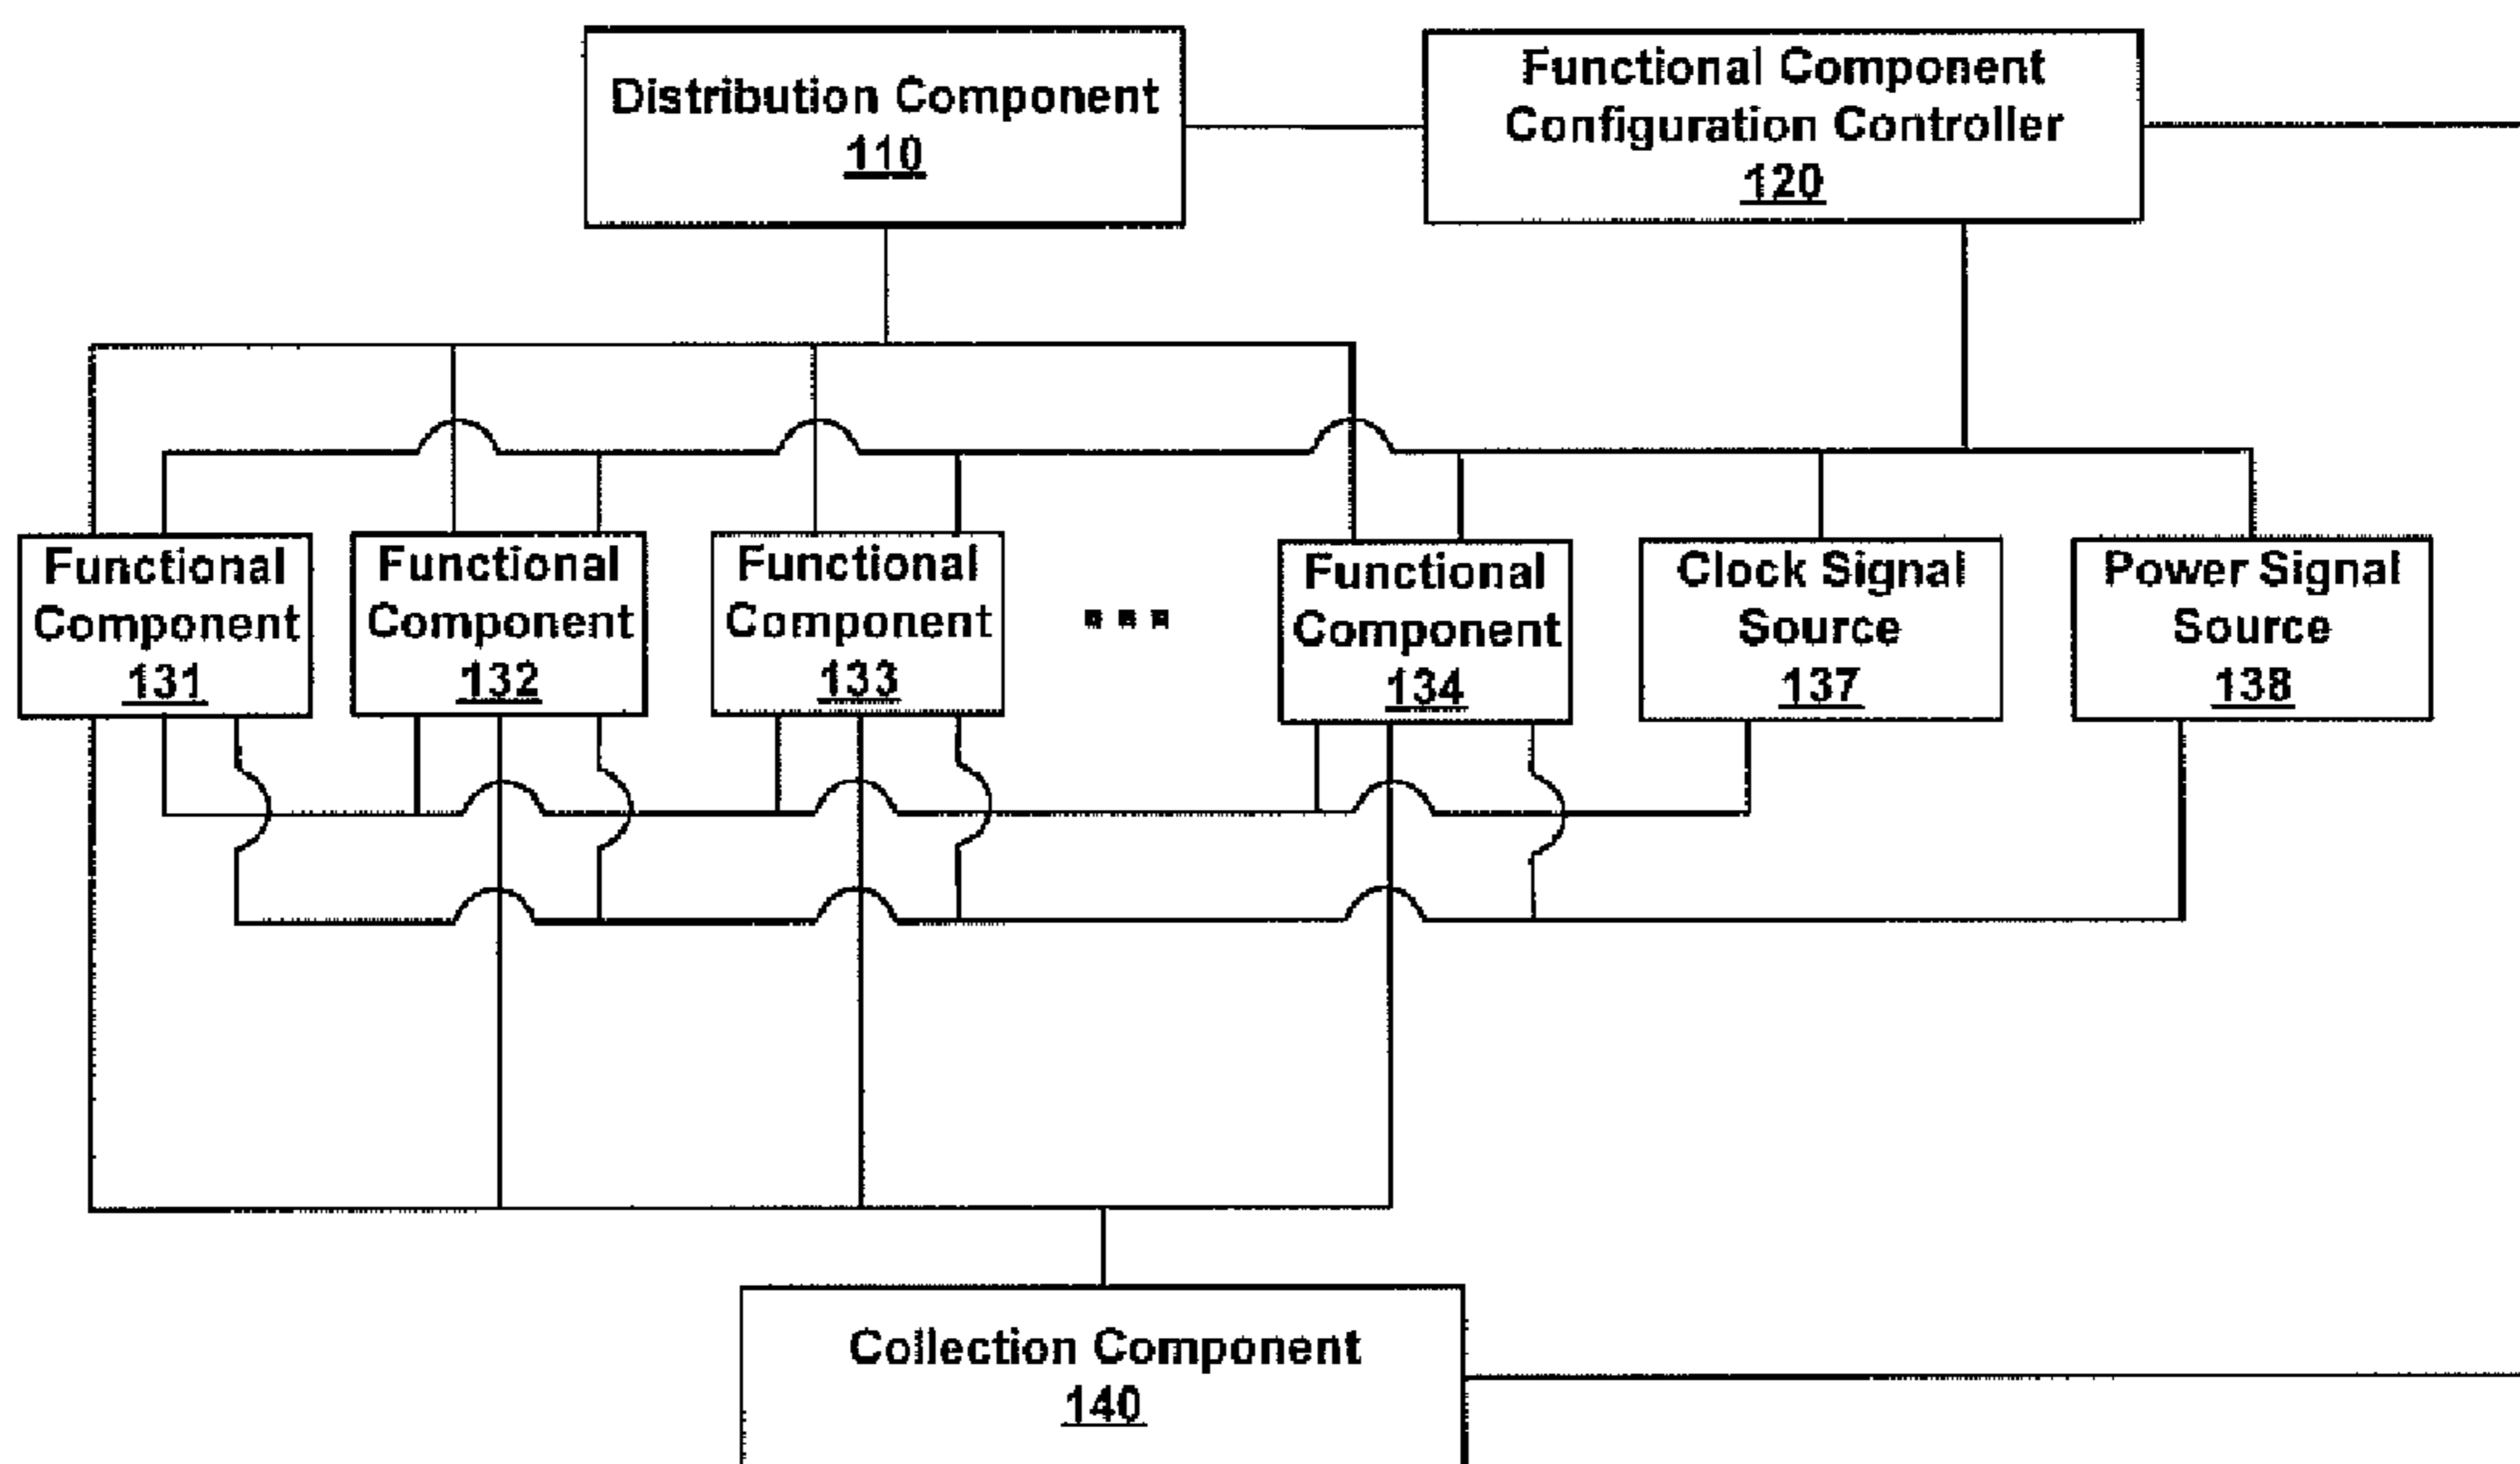 Distribution Component
110
Functional Component
Configuration Controller
120
Functional
Component
131
Functional
Component
132
Functional
Component
133
Functional
Component
134
Clock Signal
Source
137
Power Signal
Source
138
Collection Component
140